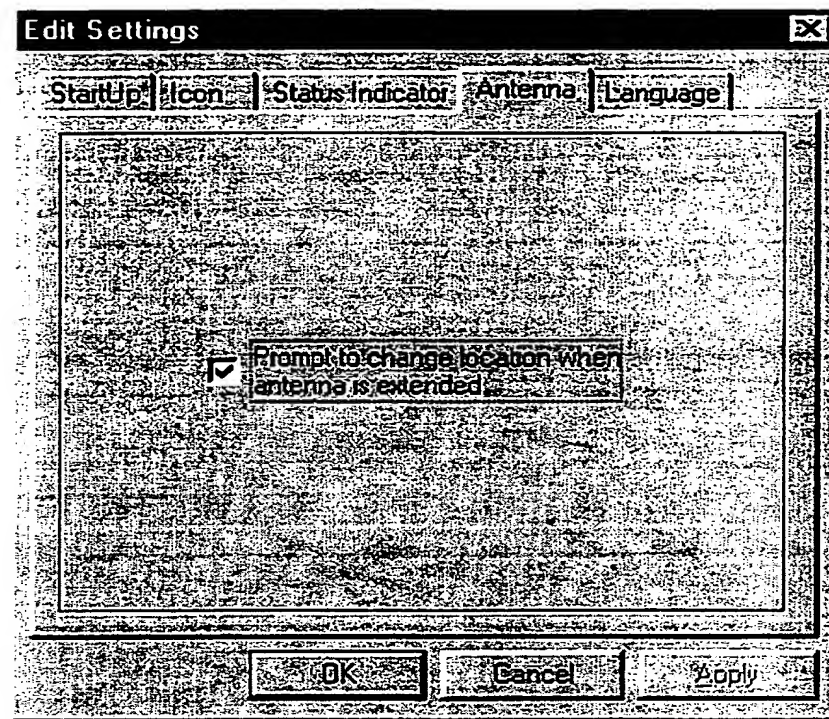 Edit Settings
StartUp Icon Status Indicator Antenna Language
Prompt to change location when
antenna is extended.
OK Cancel Apply